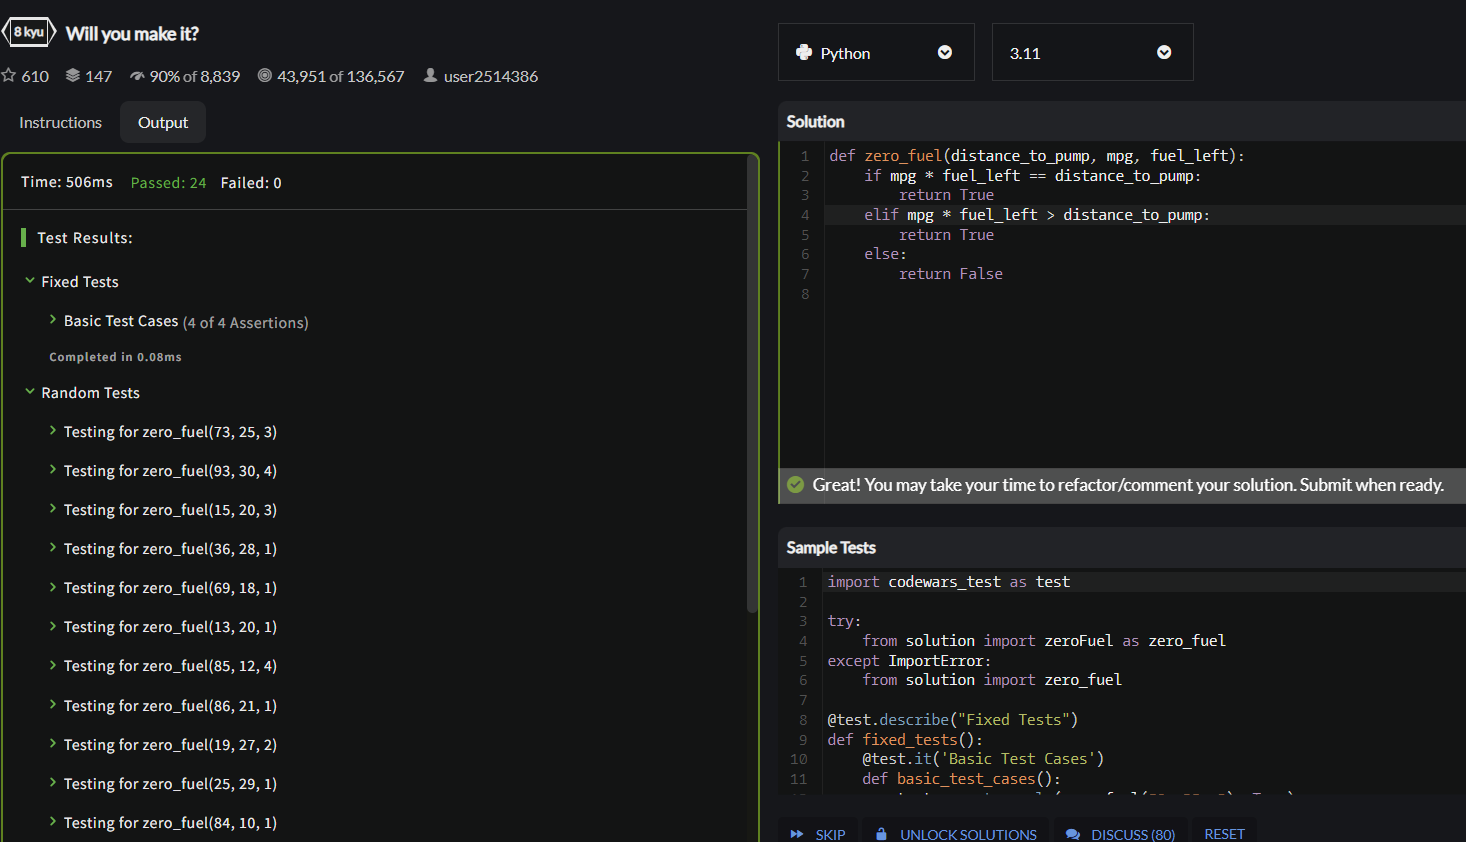 8 kyu Will you make it?
610 147 90% of 8,839 43,951 of 136,567 user2514386
Instructions Output
Time: 506ms Passed: 24 Failed: 0
Test Results:
Fixed Tests
Basic Test Cases (4 of 4 Assertions)
Completed in 0.08ms
Random Tests
Testing for zero_fuel(73, 25, 3)
Testing for zero_fuel(93, 30, 4)
Testing for zero_fuel(15, 20, 3)
Testing for zero_fuel(36, 28, 1)
Testing for zero_fuel(69, 18, 1)
Testing for zero_fuel(13, 20, 1)
Testing for zero_fuel(85, 12, 4)
Testing for zero_fuel(86, 21, 1)
Testing for zero_fuel(19, 27, 2)
Testing for zero_fuel(25, 29, 1)
Testing for zero_fuel(84, 10, 1)
Python 3.11
Solution
1 def zero_fuel(distance_to_pump, mpg, fuel_left):
2 if mpg * fuel_left == distance_to_pump:
3 return True
4 elif mpg * fuel_left > distance_to_pump:
5 return True
6 else:
7 return False
8
Great! You may take your time to refactor/comment your solution. Submit when ready.
Sample Tests
1 import codewars_test as test
2
3 try:
4 from solution import zeroFuel as zero_fuel
5 except ImportError:
6 from solution import zero_fuel
7
8 @test.describe("Fixed Tests")
9 def fixed_tests():
10 @test.it('Basic Test Cases')
11 def basic_test_cases():
SKIP UNLOCK SOLUTIONS DISCUSS (80) RESET